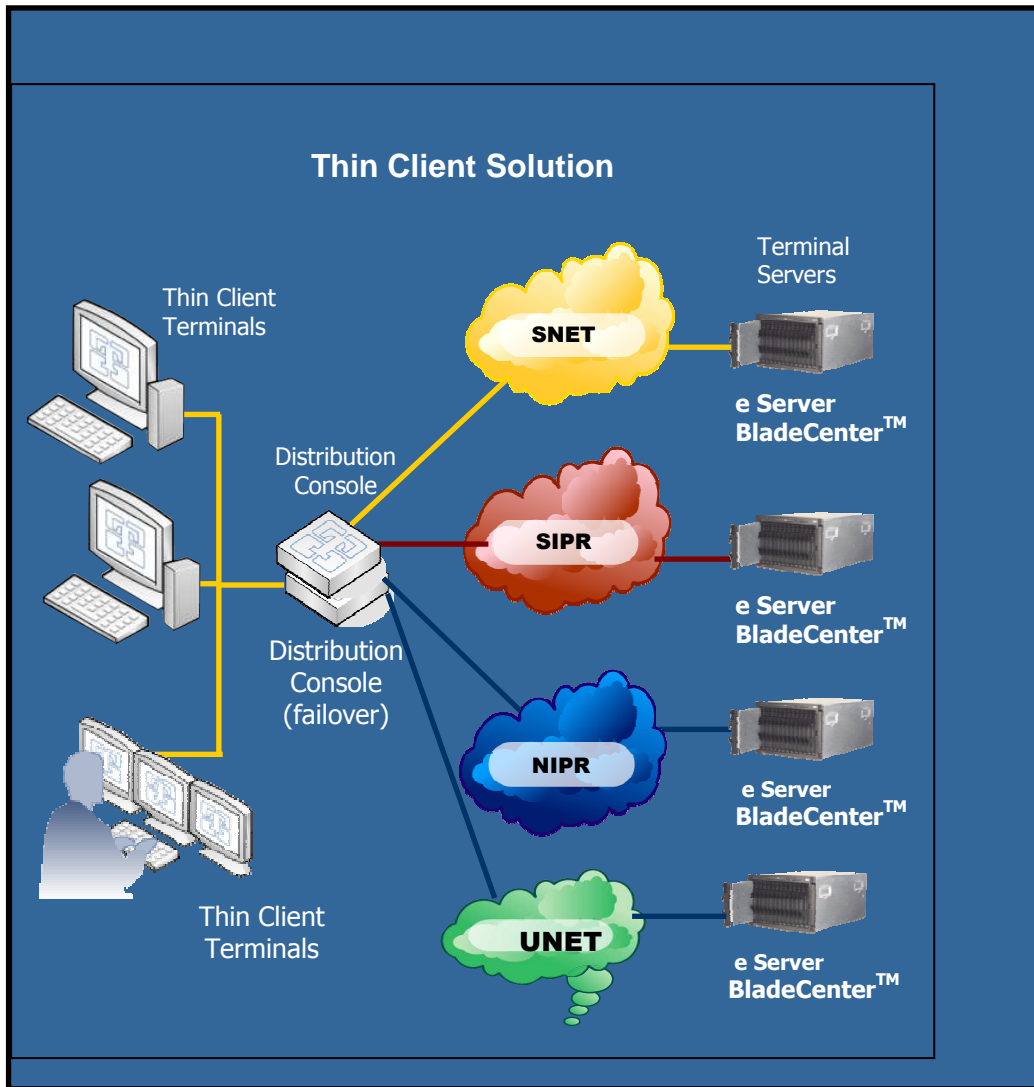 Thin Client Solution
Thin Client
Terminals
Distribution
Console
Distribution
Console
(failover)
Thin Client
Terminals
SNET
SIPR
NIPR
UNET
Terminal
Servers
e Server
BladeCenter™
e Server
BladeCenter™
e Server
BladeCenter™
e Server
BladeCenter™